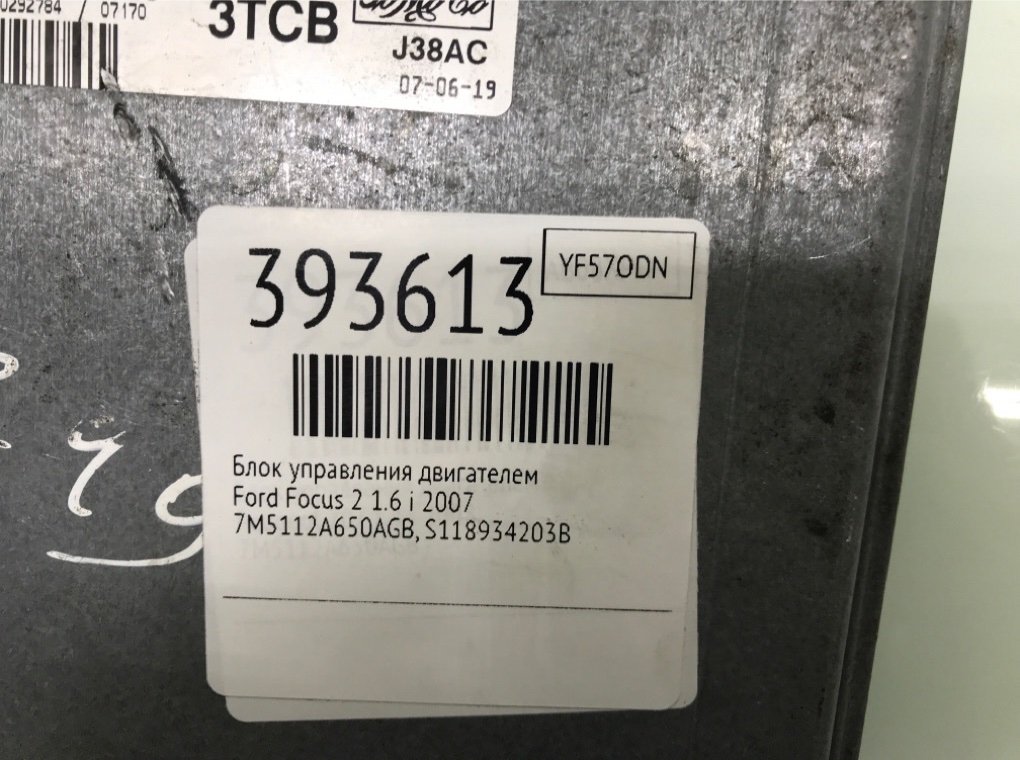 0292784 / 07170
3TCB
J38AC
07-06-19
393613
YF570DN
Блок управления двигателем
Ford Focus 2 1.6 i 2007
7M5112A650AGB, S118934203B